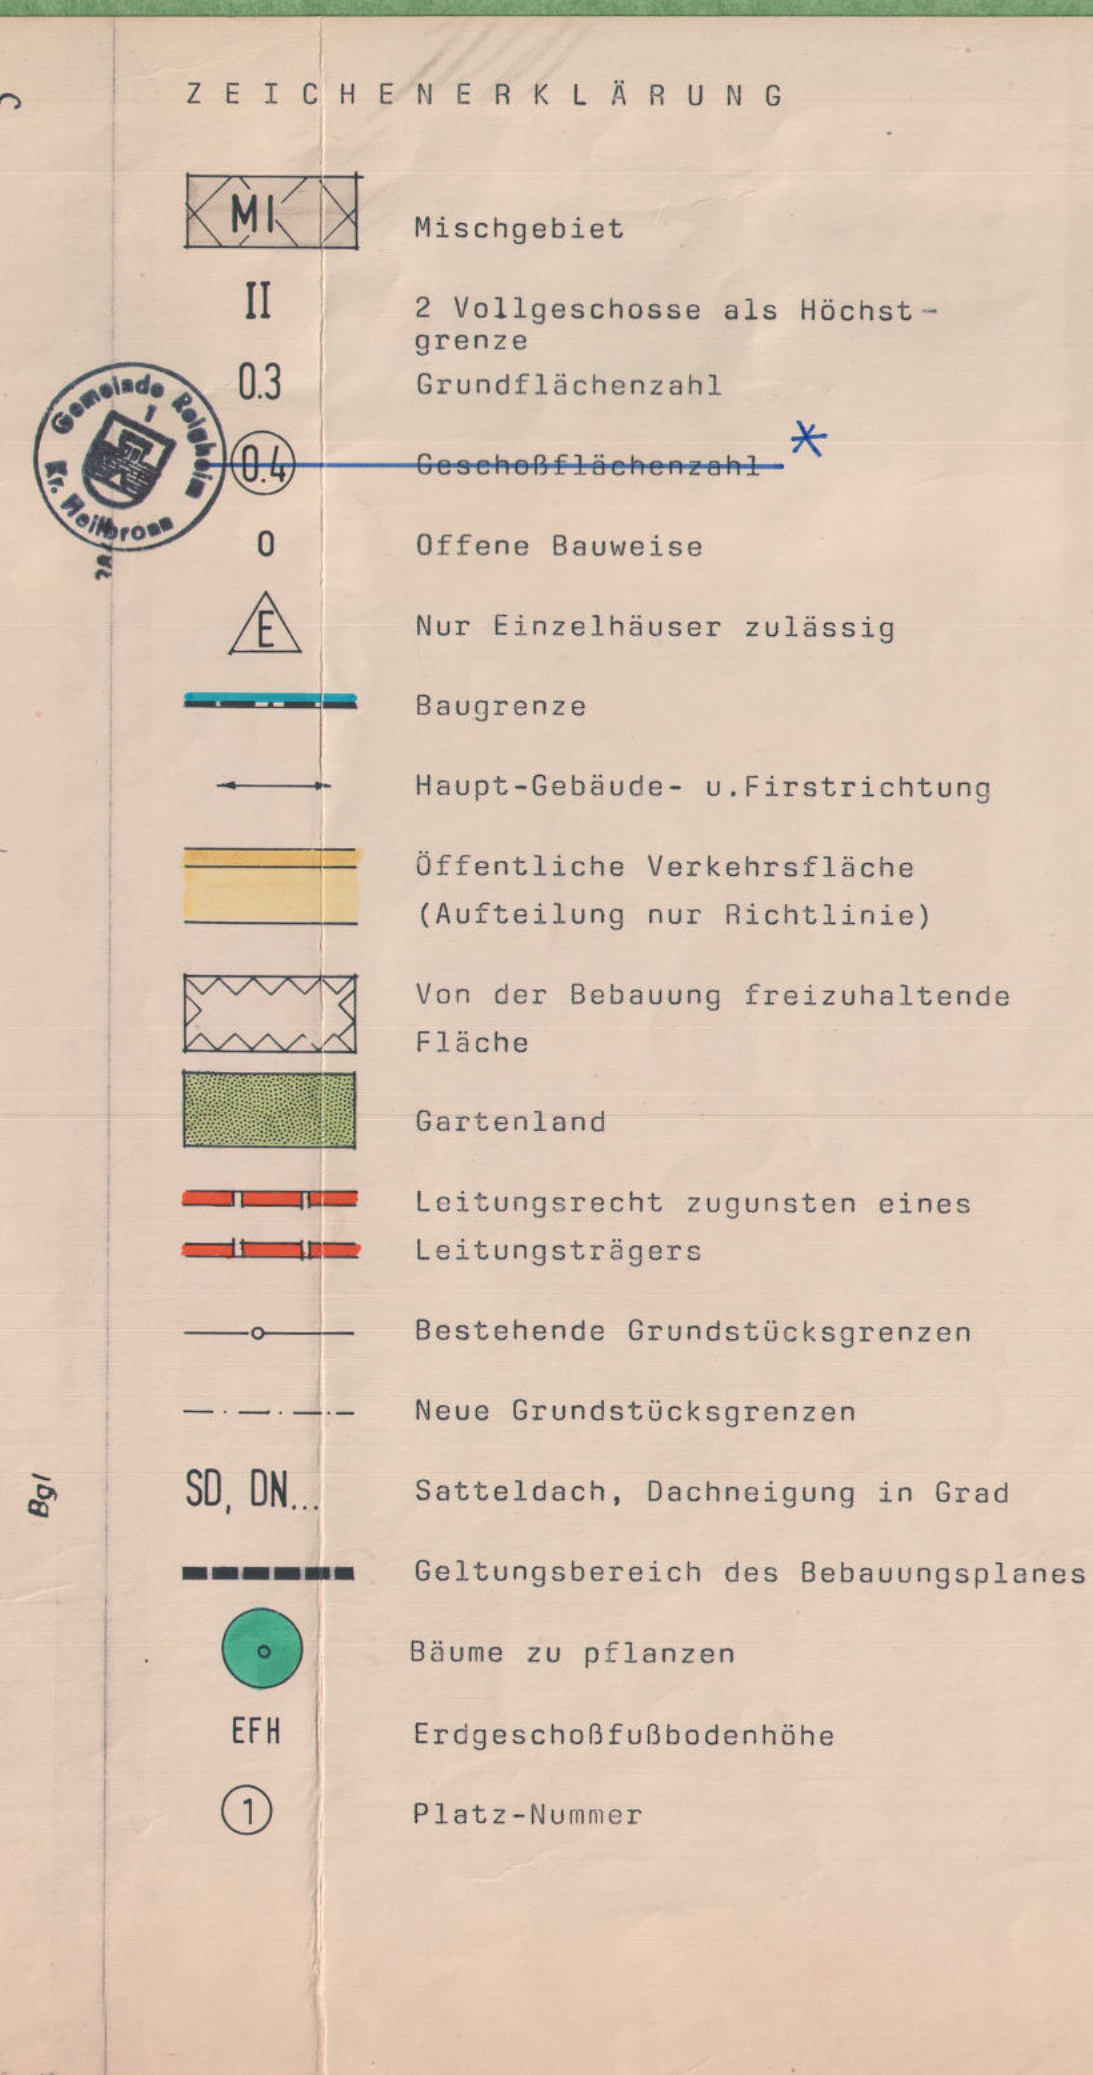 ZEICHENERKLÄRUNG
MI Mischgebiet
II 2 Vollgeschosse als Höchst-
grenze
0.3 Grundflächenzahl
0.4 Geschoßflächenzahl *
O Offene Bauweise
E Nur Einzelhäuser zulässig
Baugrenze
Haupt-Gebäude- u.Firstrichtung
Öffentliche Verkehrsfläche
(Aufteilung nur Richtlinie)
Von der Bebauung freizuhaltende
Fläche
Gartenland
Leitungsrecht zugunsten eines
Leitungsträgers
Bestehende Grundstücksgrenzen
Neue Grundstücksgrenzen
SD, DN... Satteldach, Dachneigung in Grad
Geltungsbereich des Bebauungsplanes
Bäume zu pflanzen
EFH Erdgeschoßfußbodenhöhe
1 Platz-Nummer
Gemeinde Roigheim
1
Kr. Heilbronn
Bgl